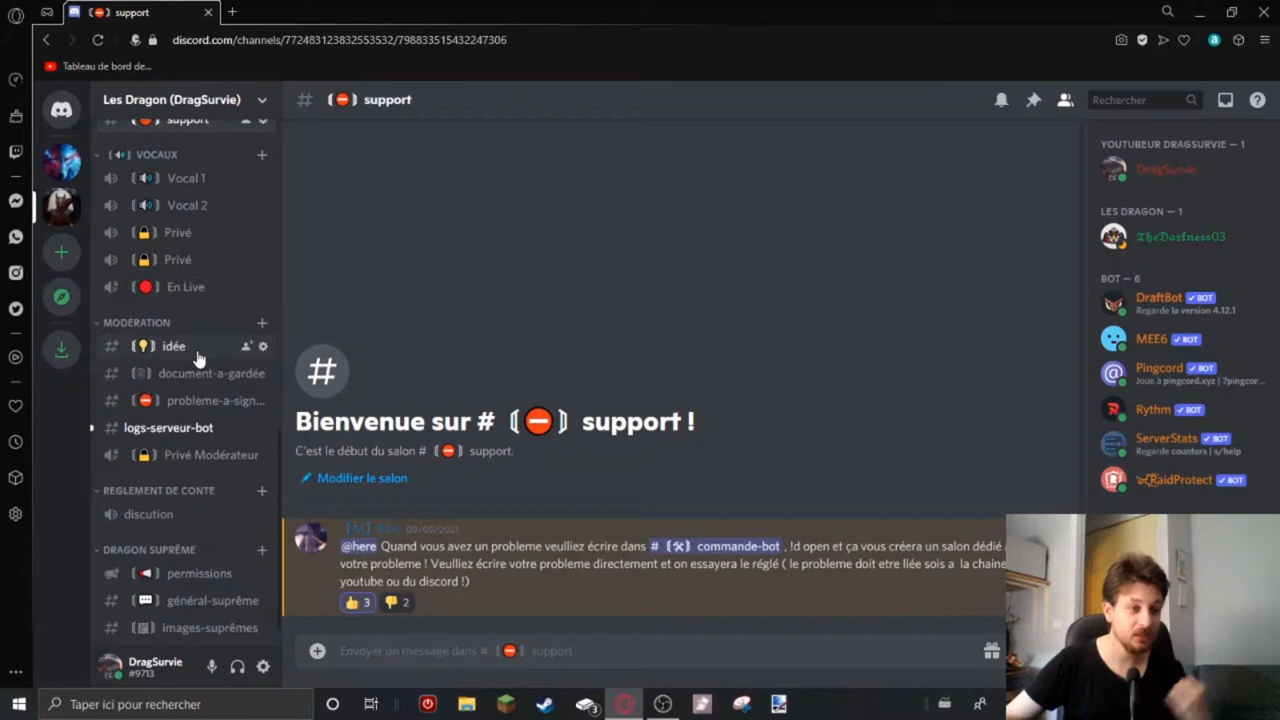 support
discord.com/channels/772483123832553532/798833515432247306
Tableau de bord de...
Les Dragon (DragSurvie)
support
VOCAUX
Vocal 1
Vocal 2
Privé
Privé
En Live
MODÉRATION
idée
document-a-gardée
probleme-a-sign...
logs-serveur-bot
Privé Modérateur
REGLEMENT DE CONTE
discution
DRAGON SUPRÊME
permissions
général-suprême
images-suprêmes
DragSurvie
#9713
# support
Bienvenue sur # (⛔) support !
C'est le début du salon # (⛔) support.
Modifier le salon
09/05/2021
@here Quand vous avez un probleme veulliez écrire dans # (🛠) commande-bot , !d open et ça vous créera un salon dédié
votre probleme ! Veulliez écrire votre probleme directement et on essayera le réglé ( le probleme doit etre liée sois a la chaine
youtube ou du discord !)
👍 3 👎 2
Envoyer un message dans # (⛔) support
Rechercher
YOUTUBEUR DRAGSURVIE — 1
DragSurvie
LES DRAGON — 1
𝕿𝖍𝖊𝕯𝖆𝖗𝖐𝖓𝖊𝖘𝖘03
BOT — 6
DraftBot ✓ BOT
Regarde la version 4.12.1
MEE6 ✓ BOT
Pingcord ✓ BOT
Joue à pingcord.xyz | ?pingcor...
Rythm ✓ BOT
ServerStats ✓ BOT
Regarde counters | s/help
RaidProtect ✓ BOT
Taper ici pour rechercher
3